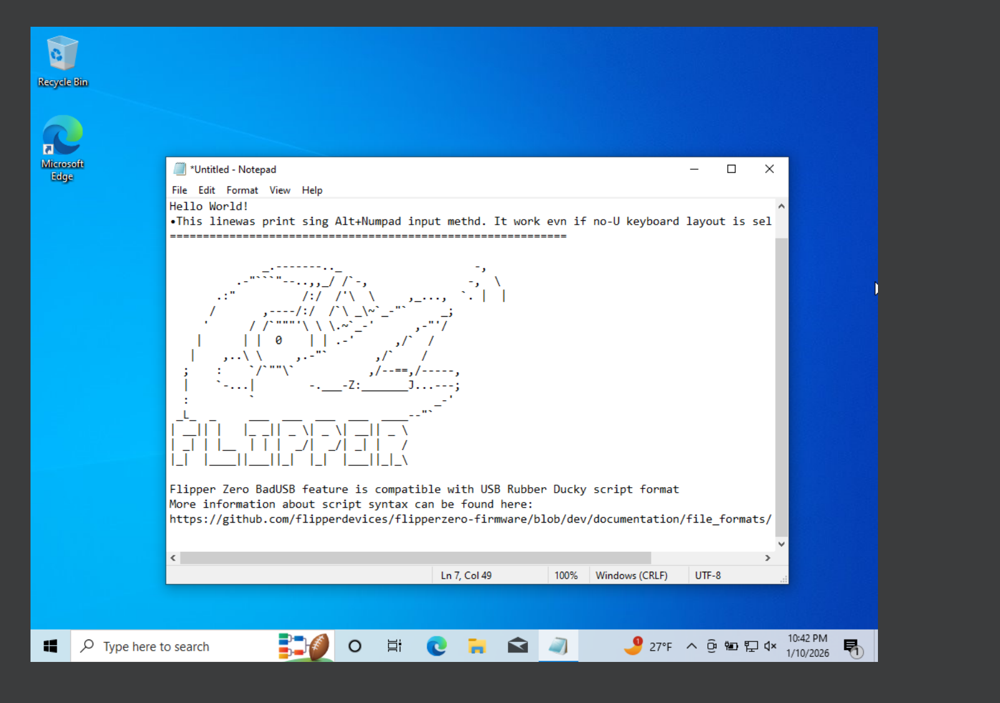 Recycle Bin
Microsoft
Edge
*Untitled - Notepad
File Edit Format View Help
Hello World!
•This linewas print sing Alt+Numpad input methd. It work evn if no-U keyboard layout is sel
============================================================
              _.-------.._                    -,
          .-"```"--..,,_/ /`-,               -,  \
       .:"          /:/  /'\  \     ,_...,  `. |  |
      /       ,----/:/  /`\ _\~`_-"`     _;
     '      / /`"""'\ \ \.~`_-'      ,-"'/
    |      | |  0    | | .-'      ,/`  /
   |    ,..\ \     ,.-"`       ,/`    /
  ;    :    `/`""\`           ,/--==,/-----,
  |    `-...|        -.___-Z:_______J...---;
  :         `                           _-'
 _L_  _     ___  ___  ___  ___  ____--"`
| __|| |   |_ _|| _ \| _ \| __|| _ \
| _| | |__  | | |  _/|  _/| _| |   /
|_|  |____||___||_|  |_|  |___||_|_\
Flipper Zero BadUSB feature is compatible with USB Rubber Ducky script format
More information about script syntax can be found here:
https://github.com/flipperdevices/flipperzero-firmware/blob/dev/documentation/file_formats/
Ln 7, Col 49 100% Windows (CRLF) UTF-8
Type here to search
1
27°F
10:42 PM
1/10/2026
1